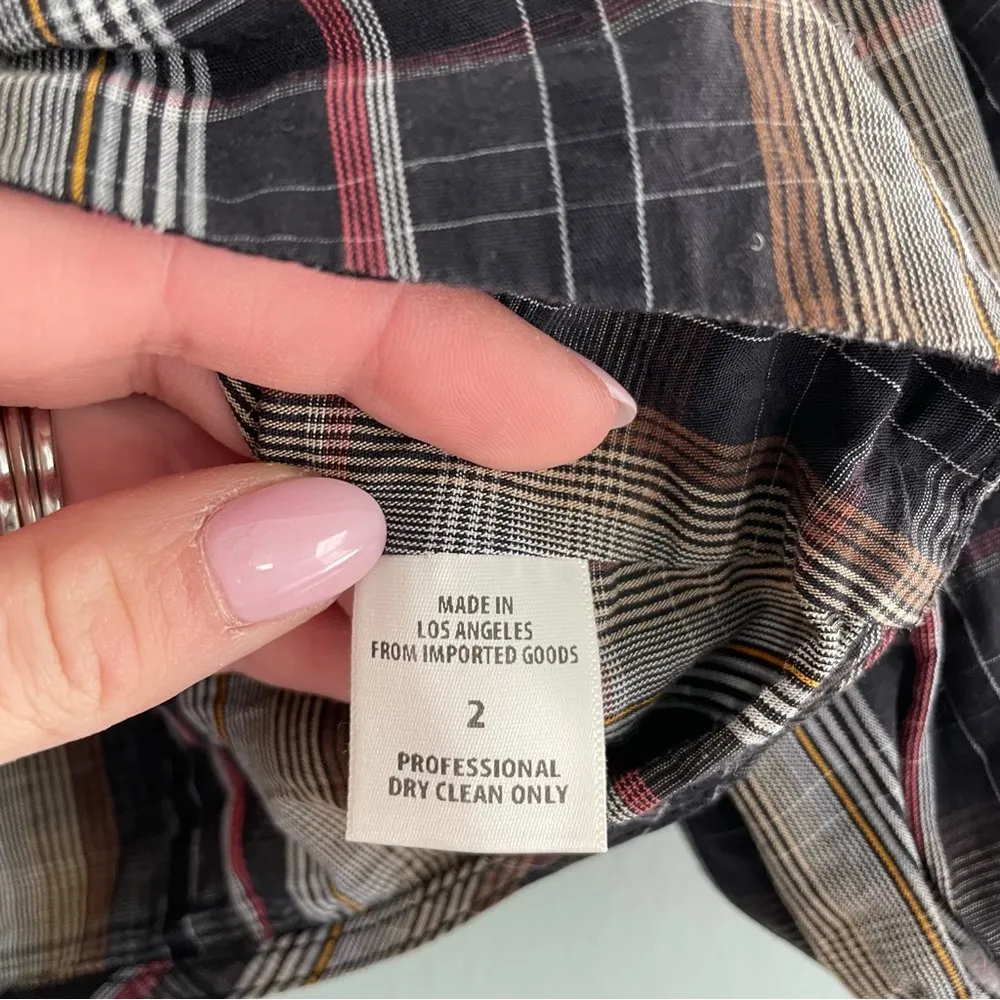 MADE IN
LOS ANGELES
FROM IMPORTED GOODS
2
PROFESSIONAL
DRY CLEAN ONLY